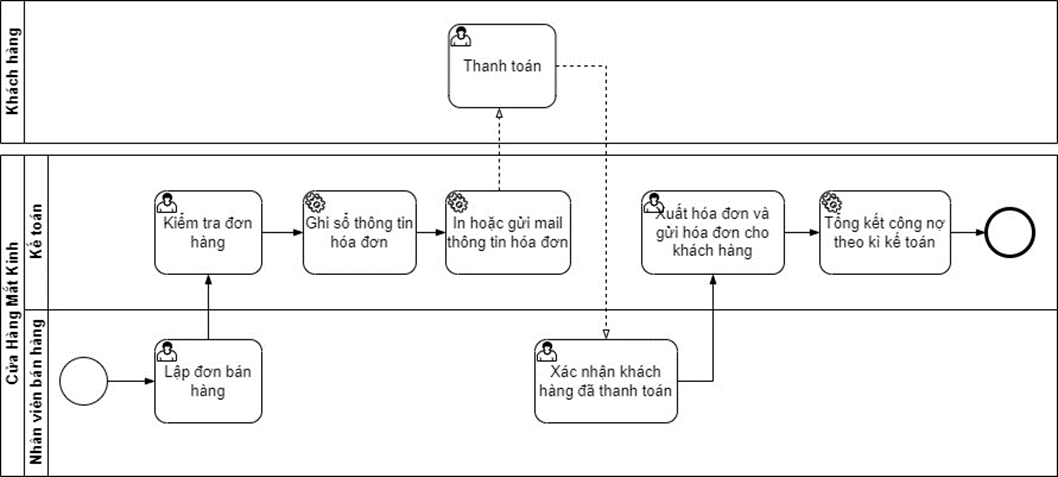 Khách hàng
Thanh toán
Cửa Hàng Mắt Kính
Kế toán
Kiểm tra đơn
hàng
Ghi sổ thông tin
hóa đơn
In hoặc gửi mail
thông tin hóa đơn
Xuất hóa đơn và
gửi hóa đơn cho
khách hàng
Tổng kết công nợ
theo kì kế toán
Nhân viên bán hàng
Lập đơn bán
hàng
Xác nhận khách
hàng đã thanh toán